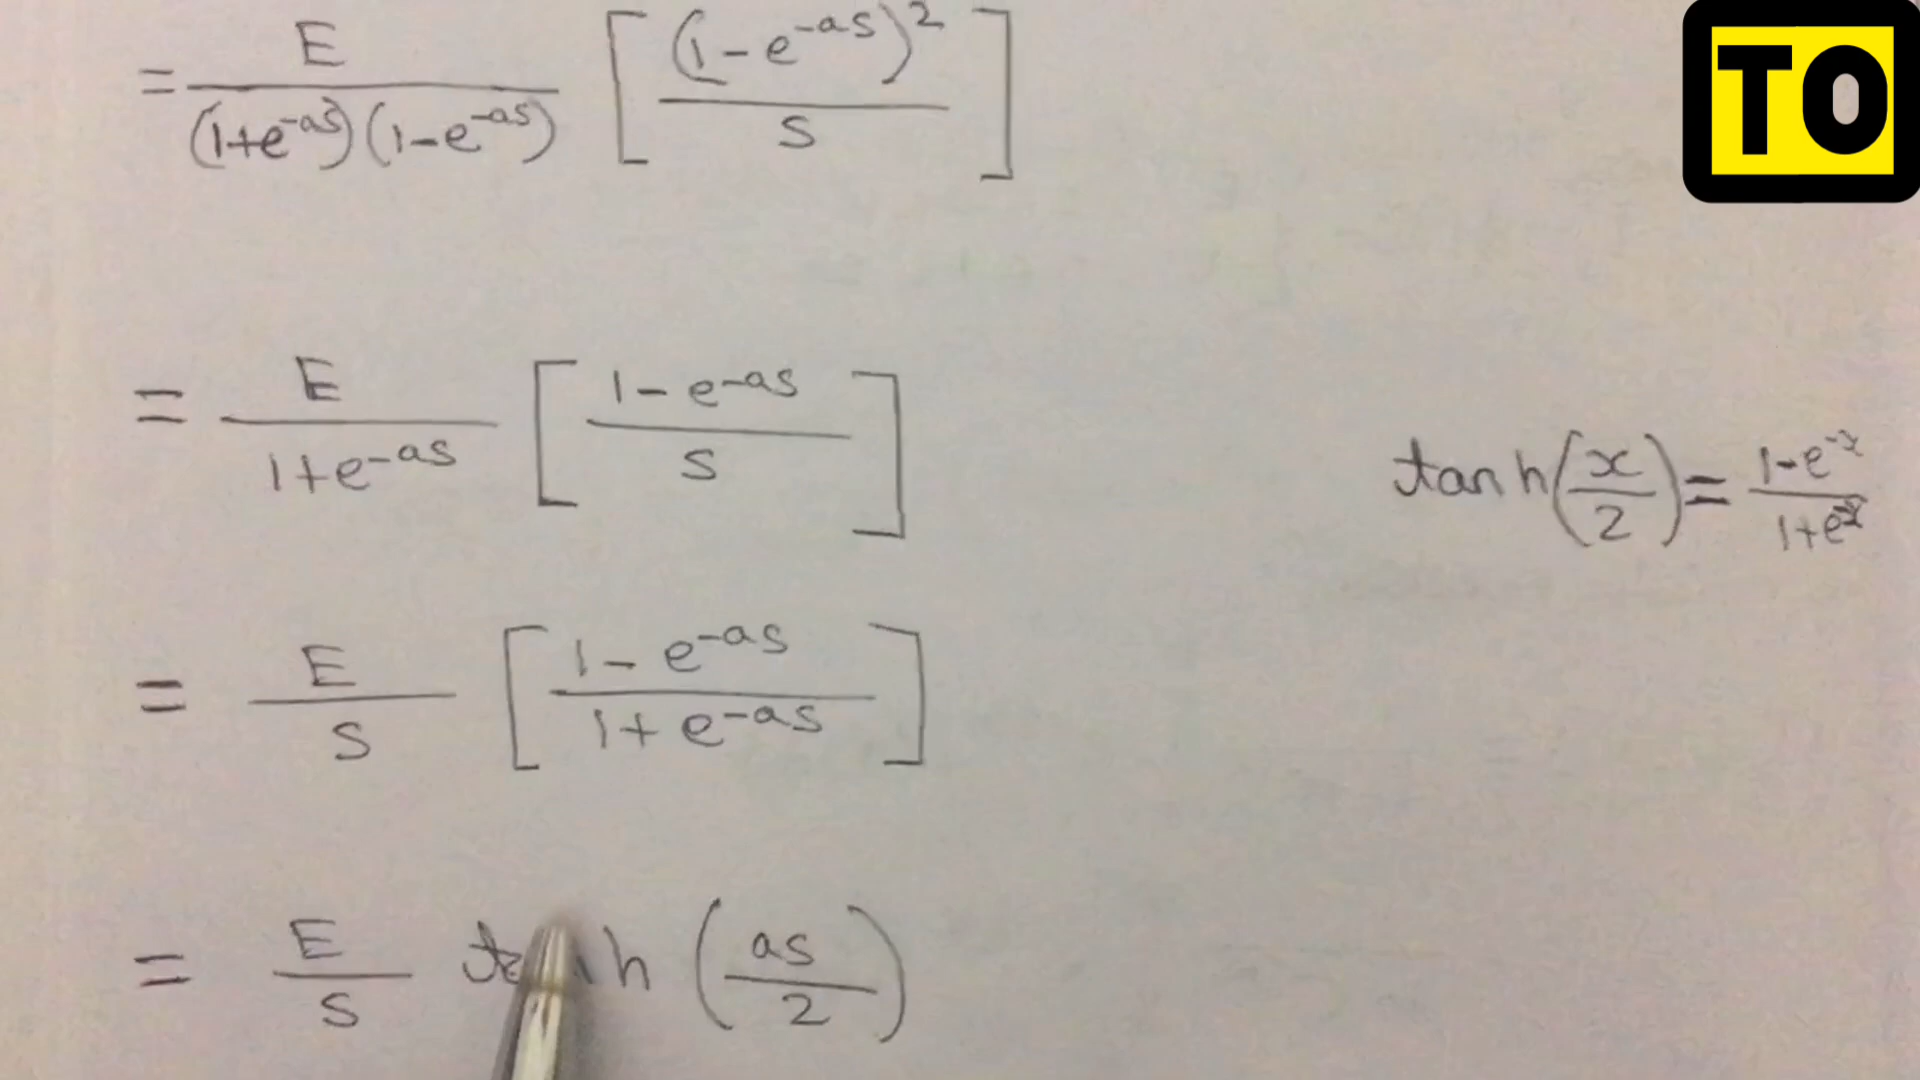 TO
= E / (1+e^-as)(1-e^-as) [ (1-e^-as)^2 / s ]
= E / 1+e^-as [ 1-e^-as / s ]
tanh(x/2) = 1-e^-x / 1+e^-x
= E / s [ 1-e^-as / 1+e^-as ]
= E / s tanh (as/2)